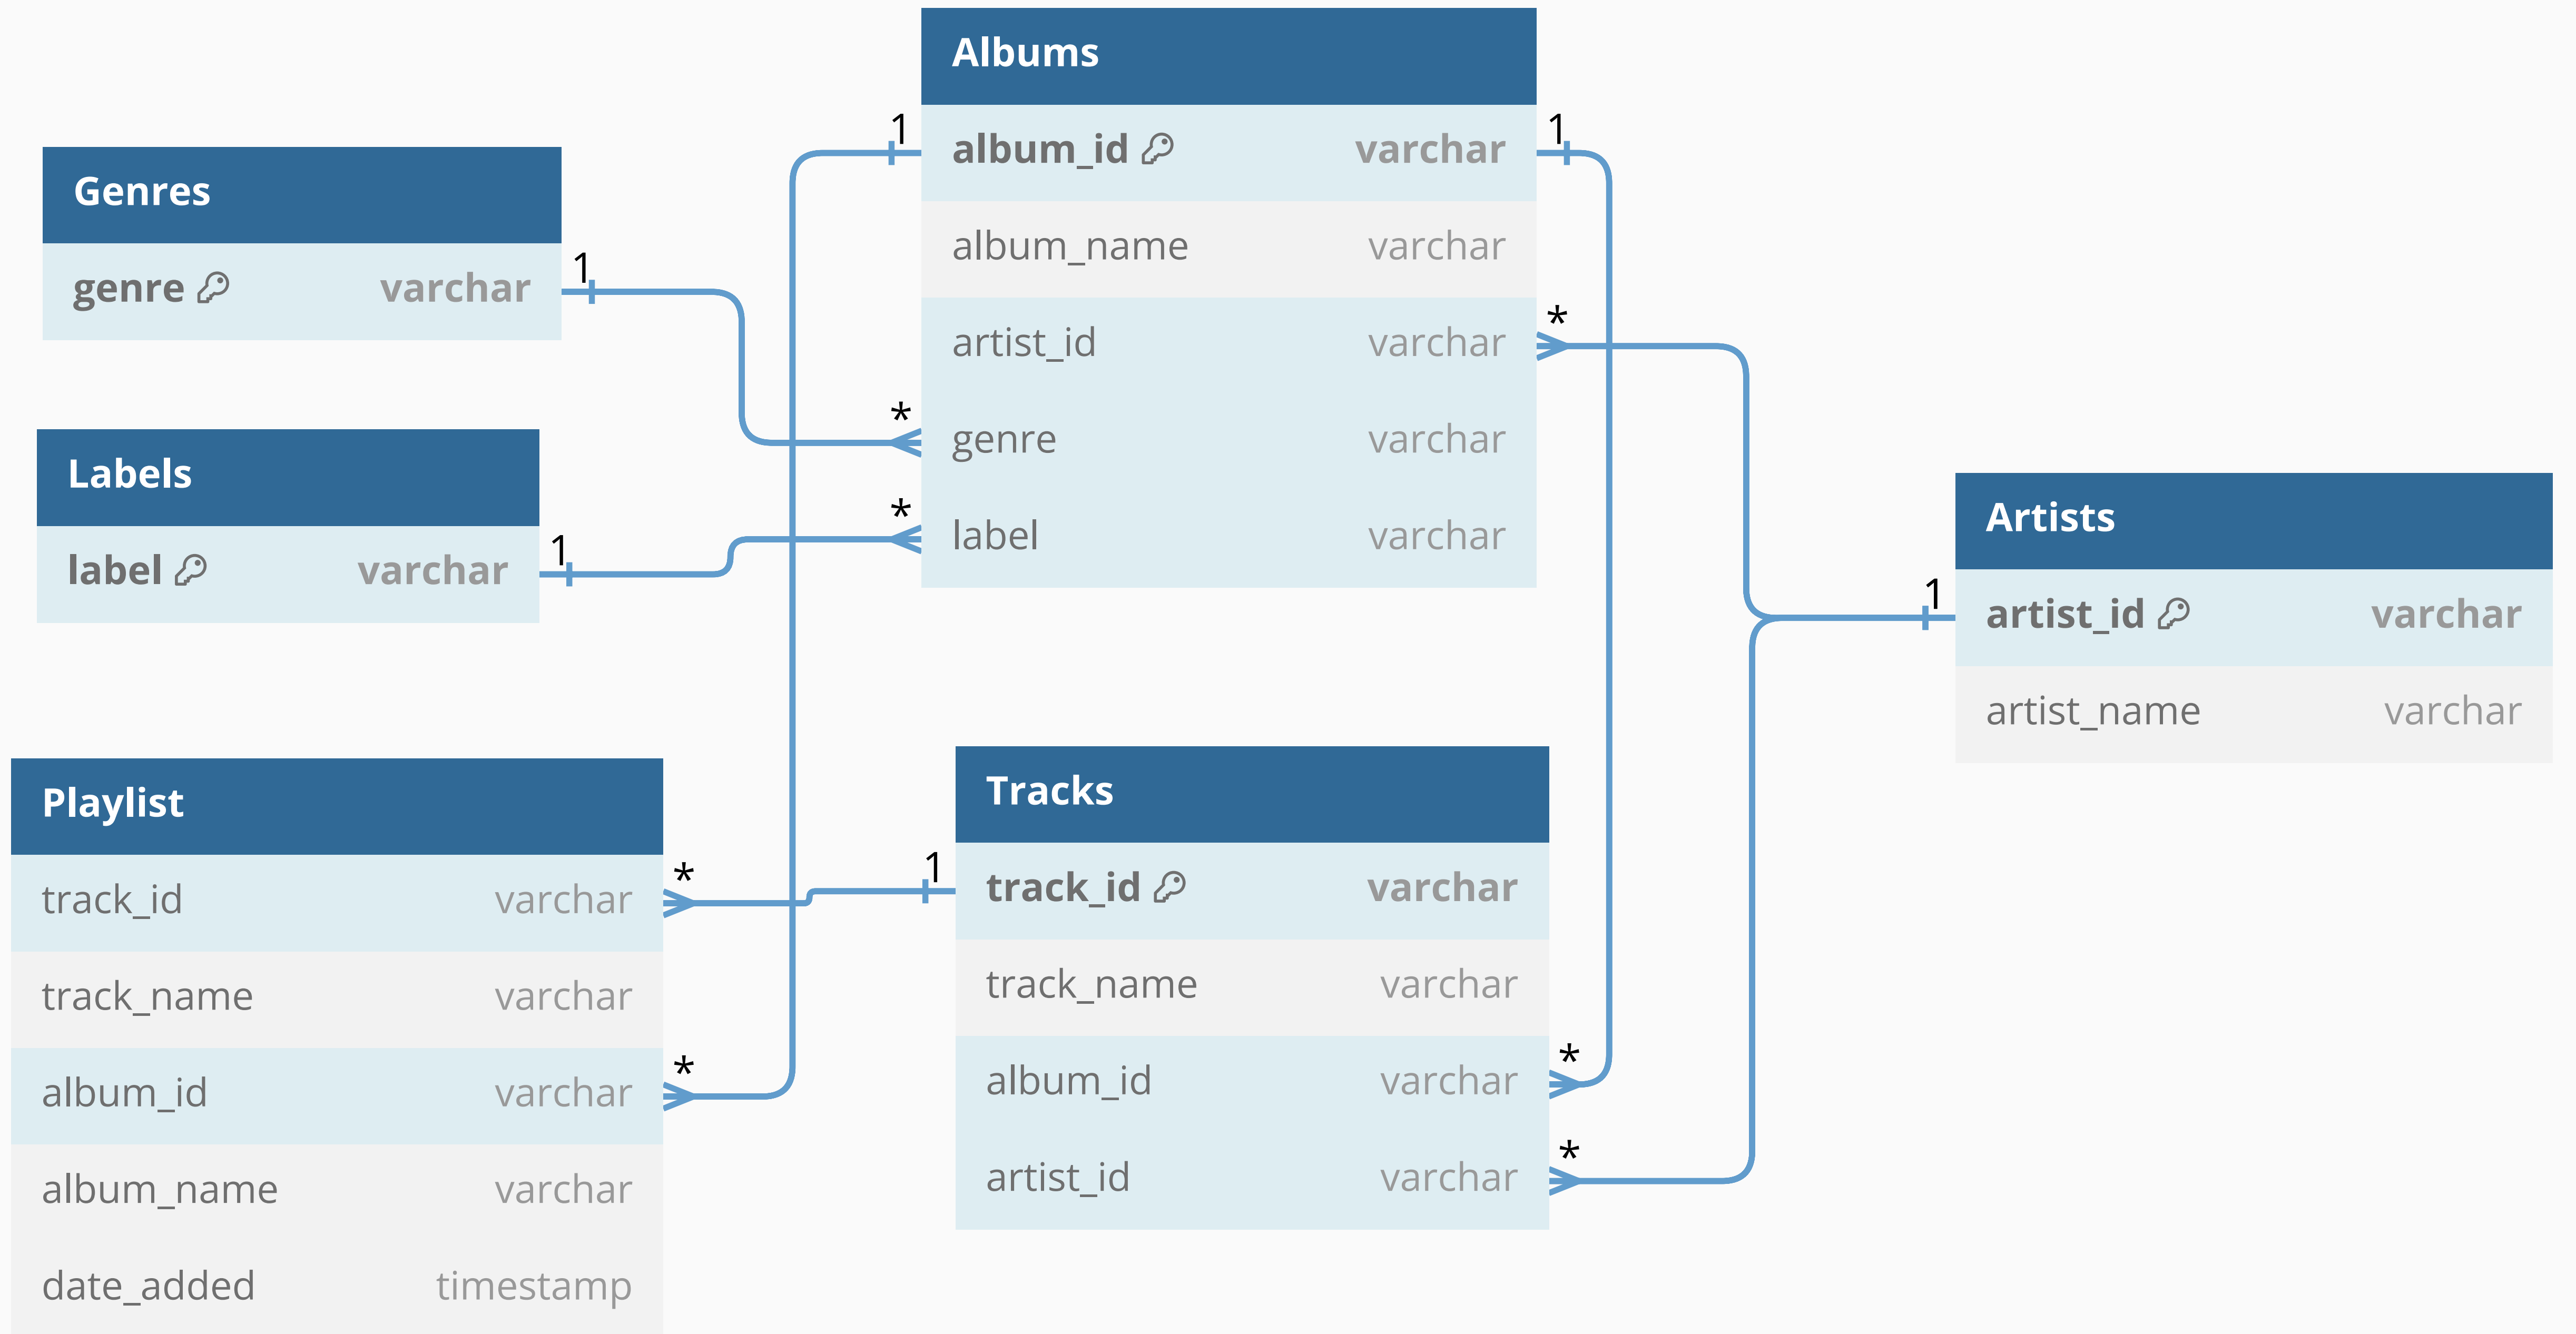 Albums
album_id varchar
album_name varchar
artist_id varchar
genre varchar
label varchar
Genres
genre varchar
Labels
label varchar
Artists
artist_id varchar
artist_name varchar
Playlist
track_id varchar
track_name varchar
album_id varchar
album_name varchar
date_added timestamp
Tracks
track_id varchar
track_name varchar
album_id varchar
artist_id varchar
1
1
1
*
*
*
1
1
*
1
*
*
*
1